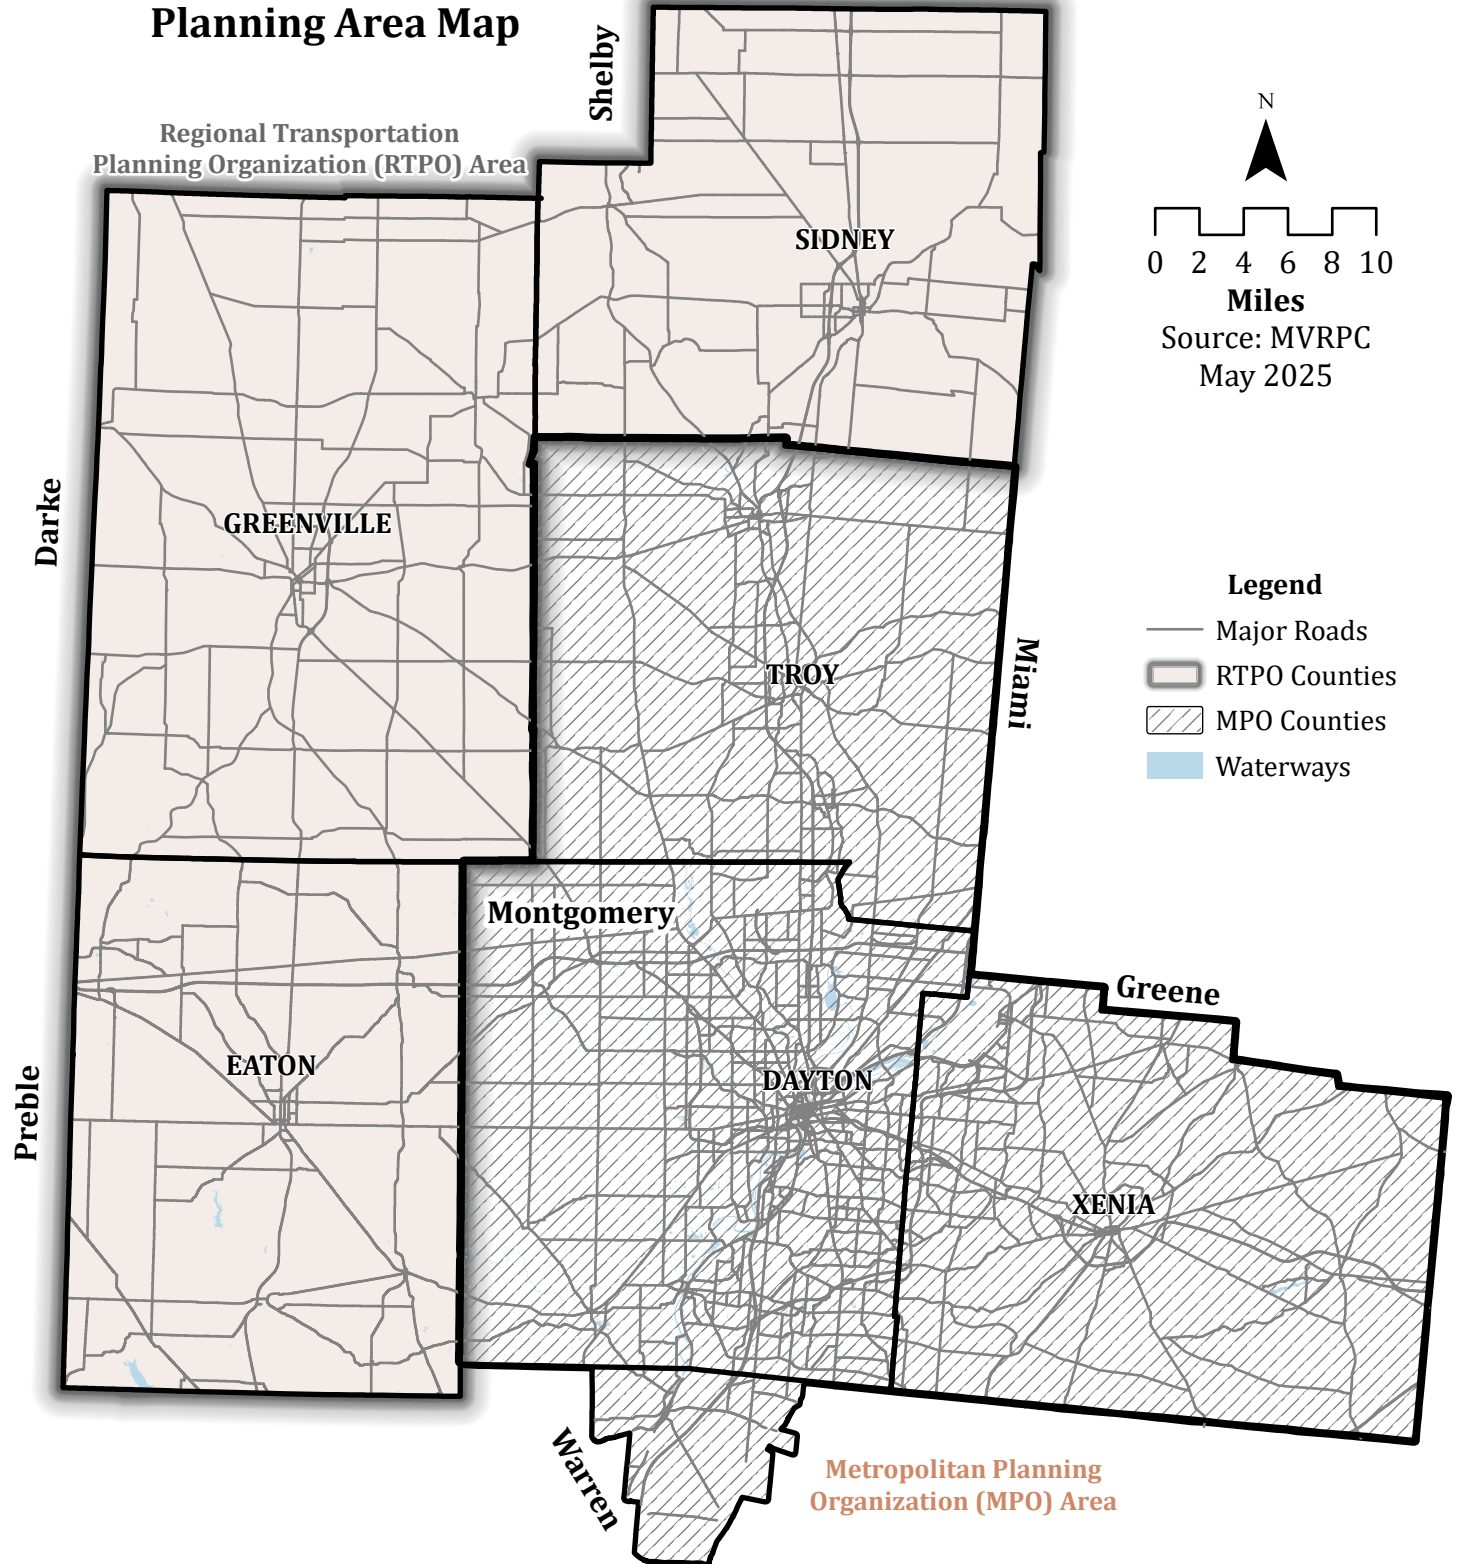 Planning Area Map
Shelby
Regional Transportation
Planning Organization (RTPO) Area
N
0 2 4 6 8 10
Miles
Source: MVRPC
May 2025
SIDNEY
Darke
GREENVILLE
Legend
Major Roads
RTPO Counties
MPO Counties
Waterways
TROY
Miami
Montgomery
Greene
EATON
DAYTON
Preble
XENIA
Warren
Metropolitan Planning
Organization (MPO) Area